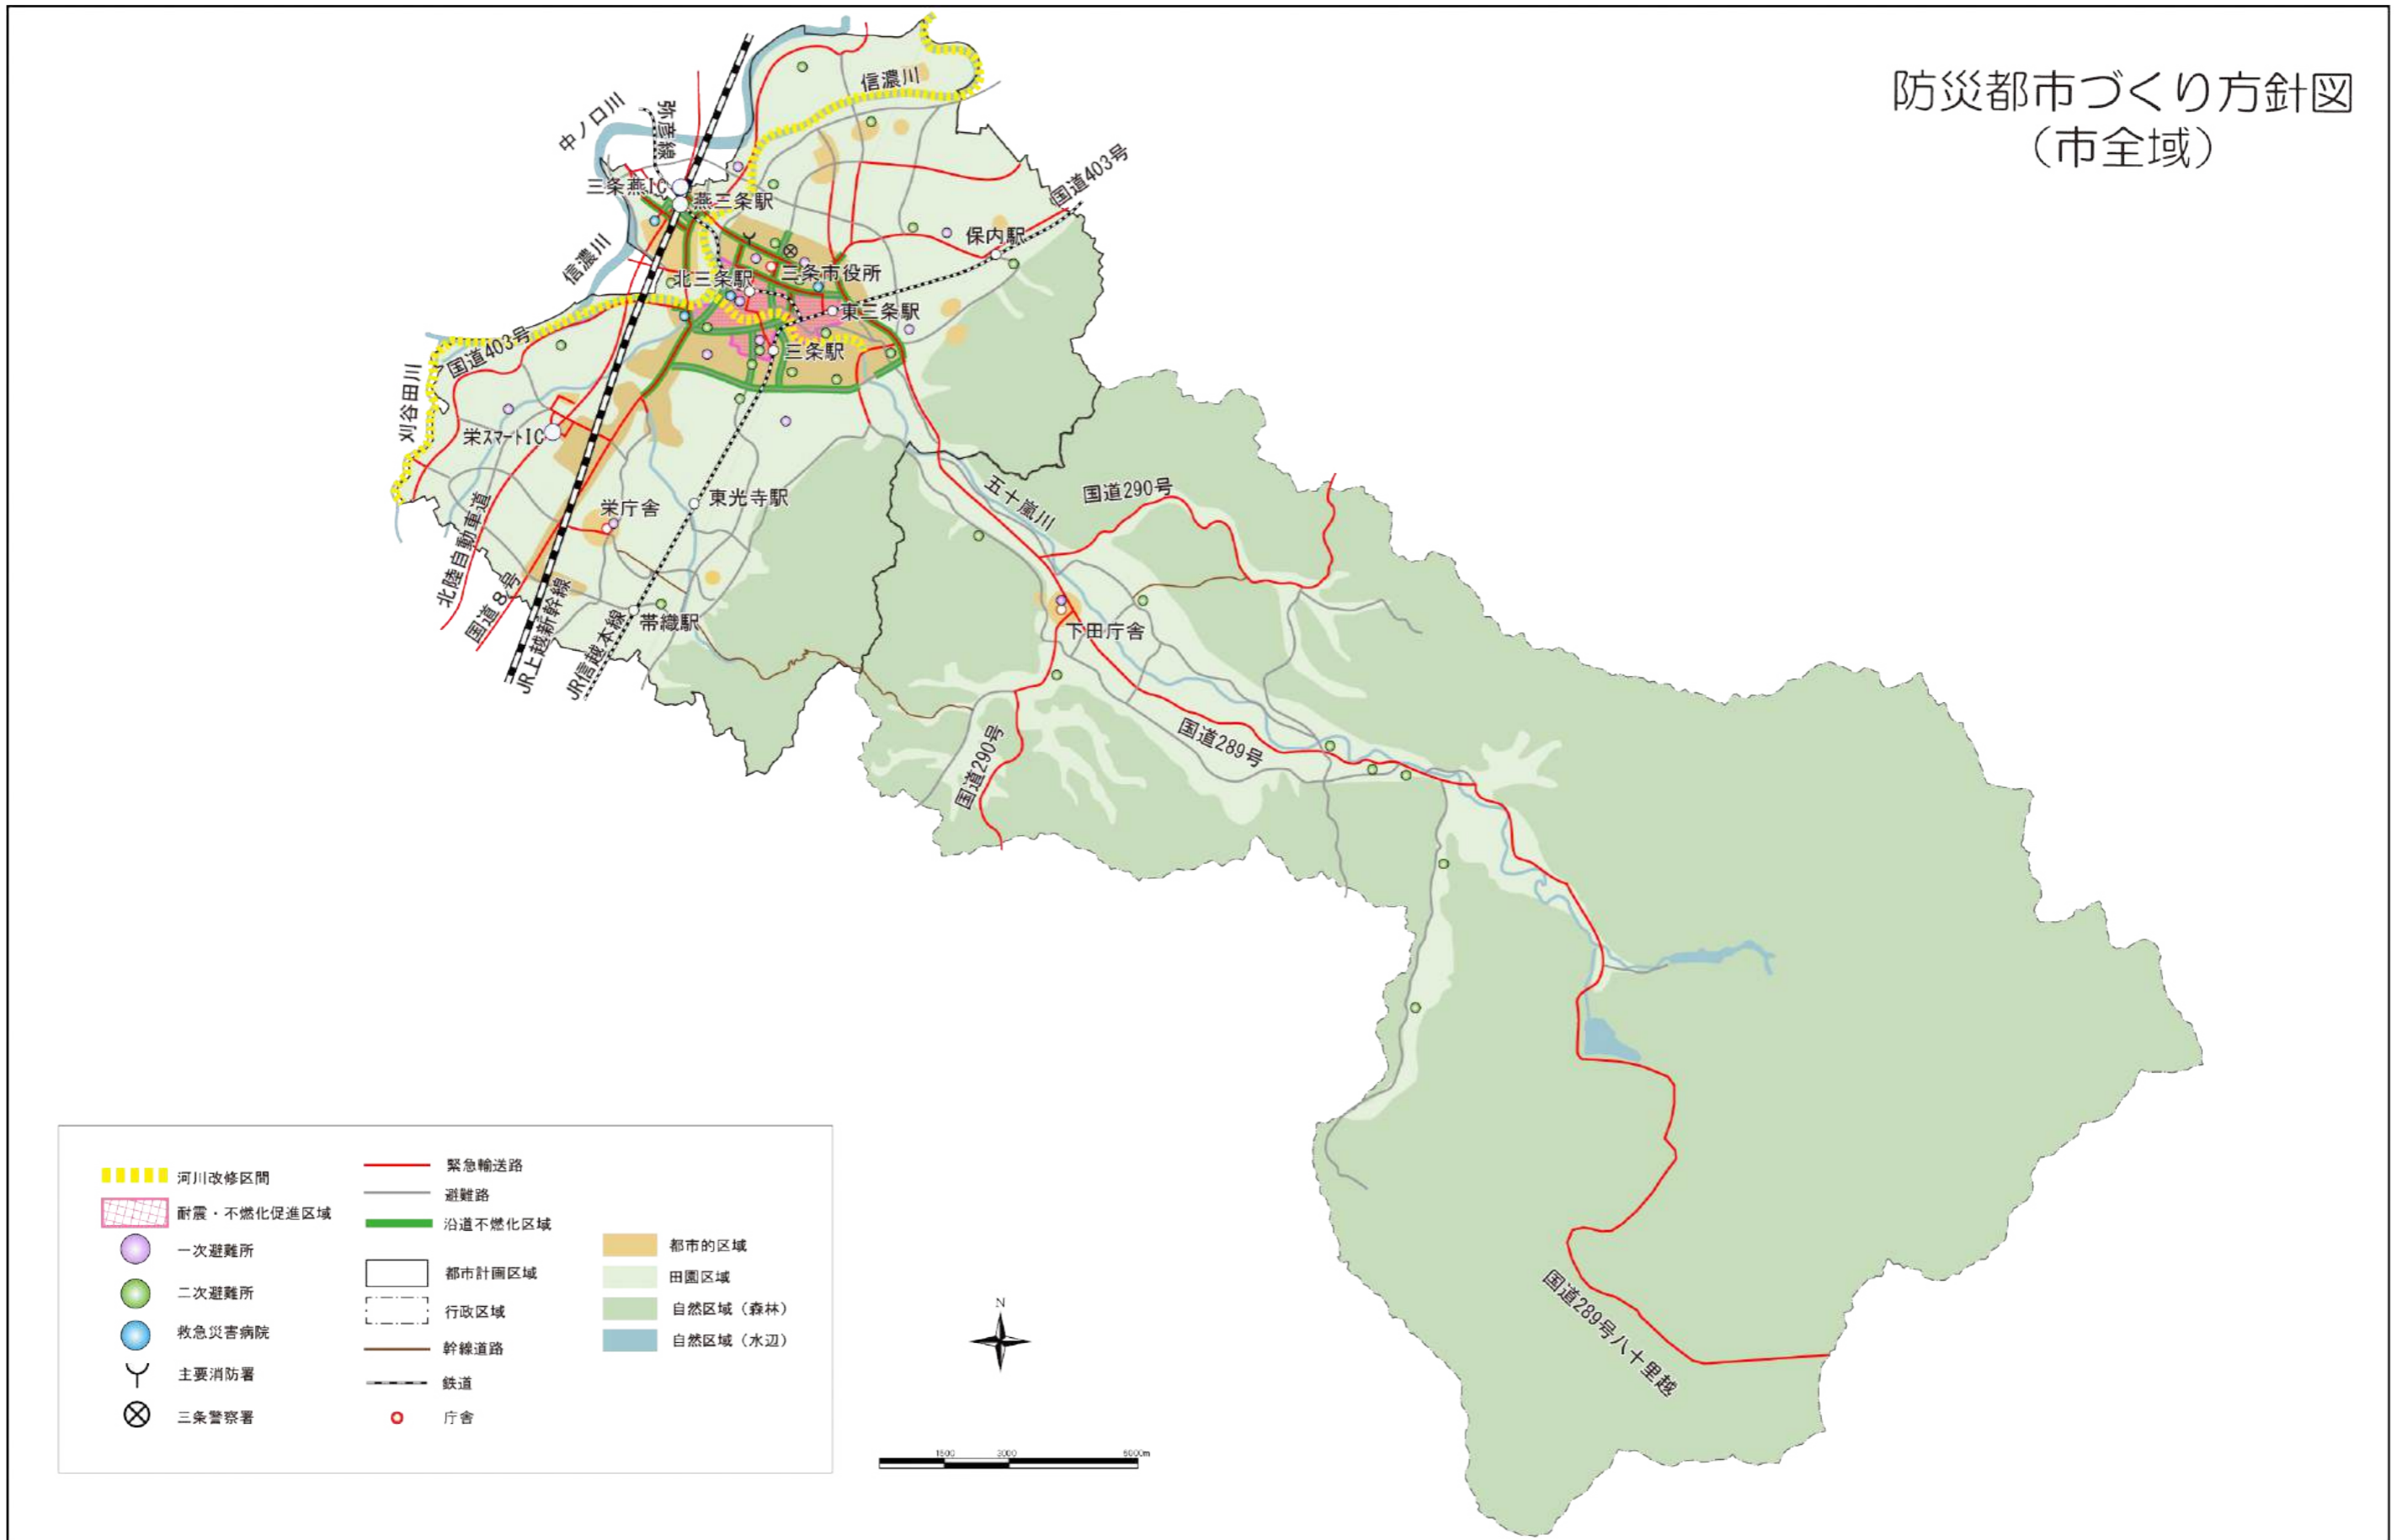 防災都市づくり方針図
（市全域）
信濃川
中ノ口川
弥彦線
三条燕IC
燕三条駅
国道403号
保内駅
信濃川
北三条駅
三条市役所
東三条駅
三条駅
国道403号
刈谷田川
栄スマートIC
東光寺駅
栄庁舎
五十嵐川
国道290号
北陸自動車道
国道8号
JR上越新幹線
JR信越本線
帯織駅
下田庁舎
国道290号
国道289号
国道289号八十里越
河川改修区間
耐震・不燃化促進区域
一次避難所
二次避難所
救急災害病院
主要消防署
三条警察署
緊急輸送路
避難路
沿道不燃化区域
都市計画区域
行政区域
幹線道路
鉄道
庁舎
都市的区域
田園区域
自然区域（森林）
自然区域（水辺）
N
1500 3000 6000m